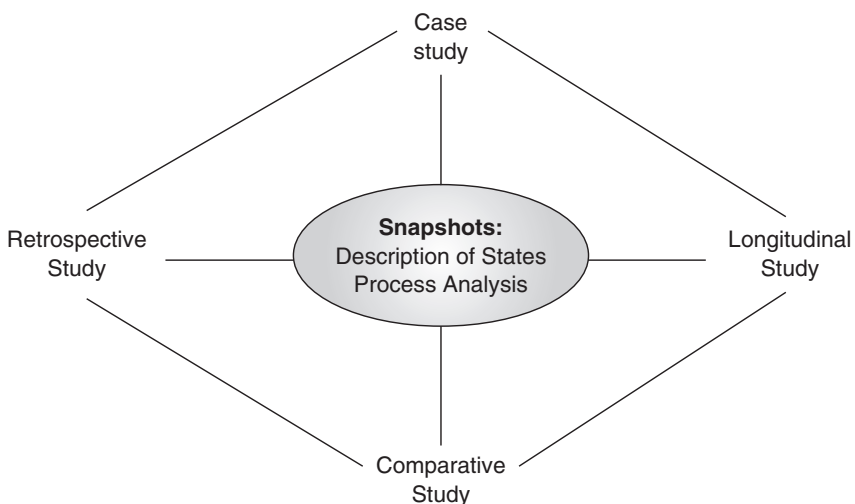 Case
study
Retrospective
Study
Snapshots:
Description of States
Process Analysis
Longitudinal
Study
Comparative
Study